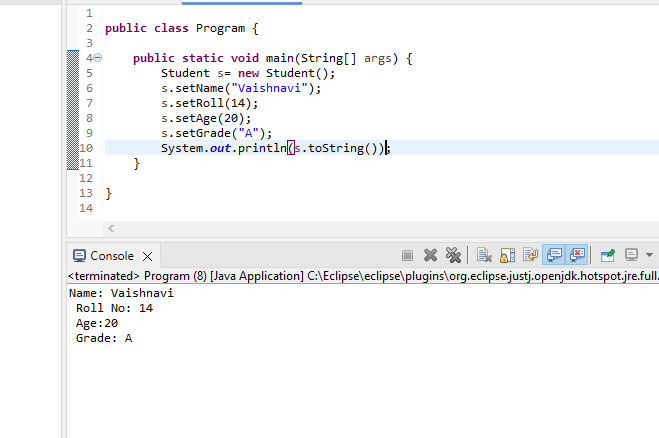 1
2 public class Program {
3
4 public static void main(String[] args) {
5 Student s= new Student();
6 s.setName("Vaishnavi");
7 s.setRoll(14);
8 s.setAge(20);
9 s.setGrade("A");
10 System.out.println(s.toString());
11 }
12
13 }
14
Console
<terminated> Program (8) [Java Application] C:\Eclipse\eclipse\plugins\org.eclipse.justj.openjdk.hotspot.jre.full.
Name: Vaishnavi
Roll No: 14
Age:20
Grade: A